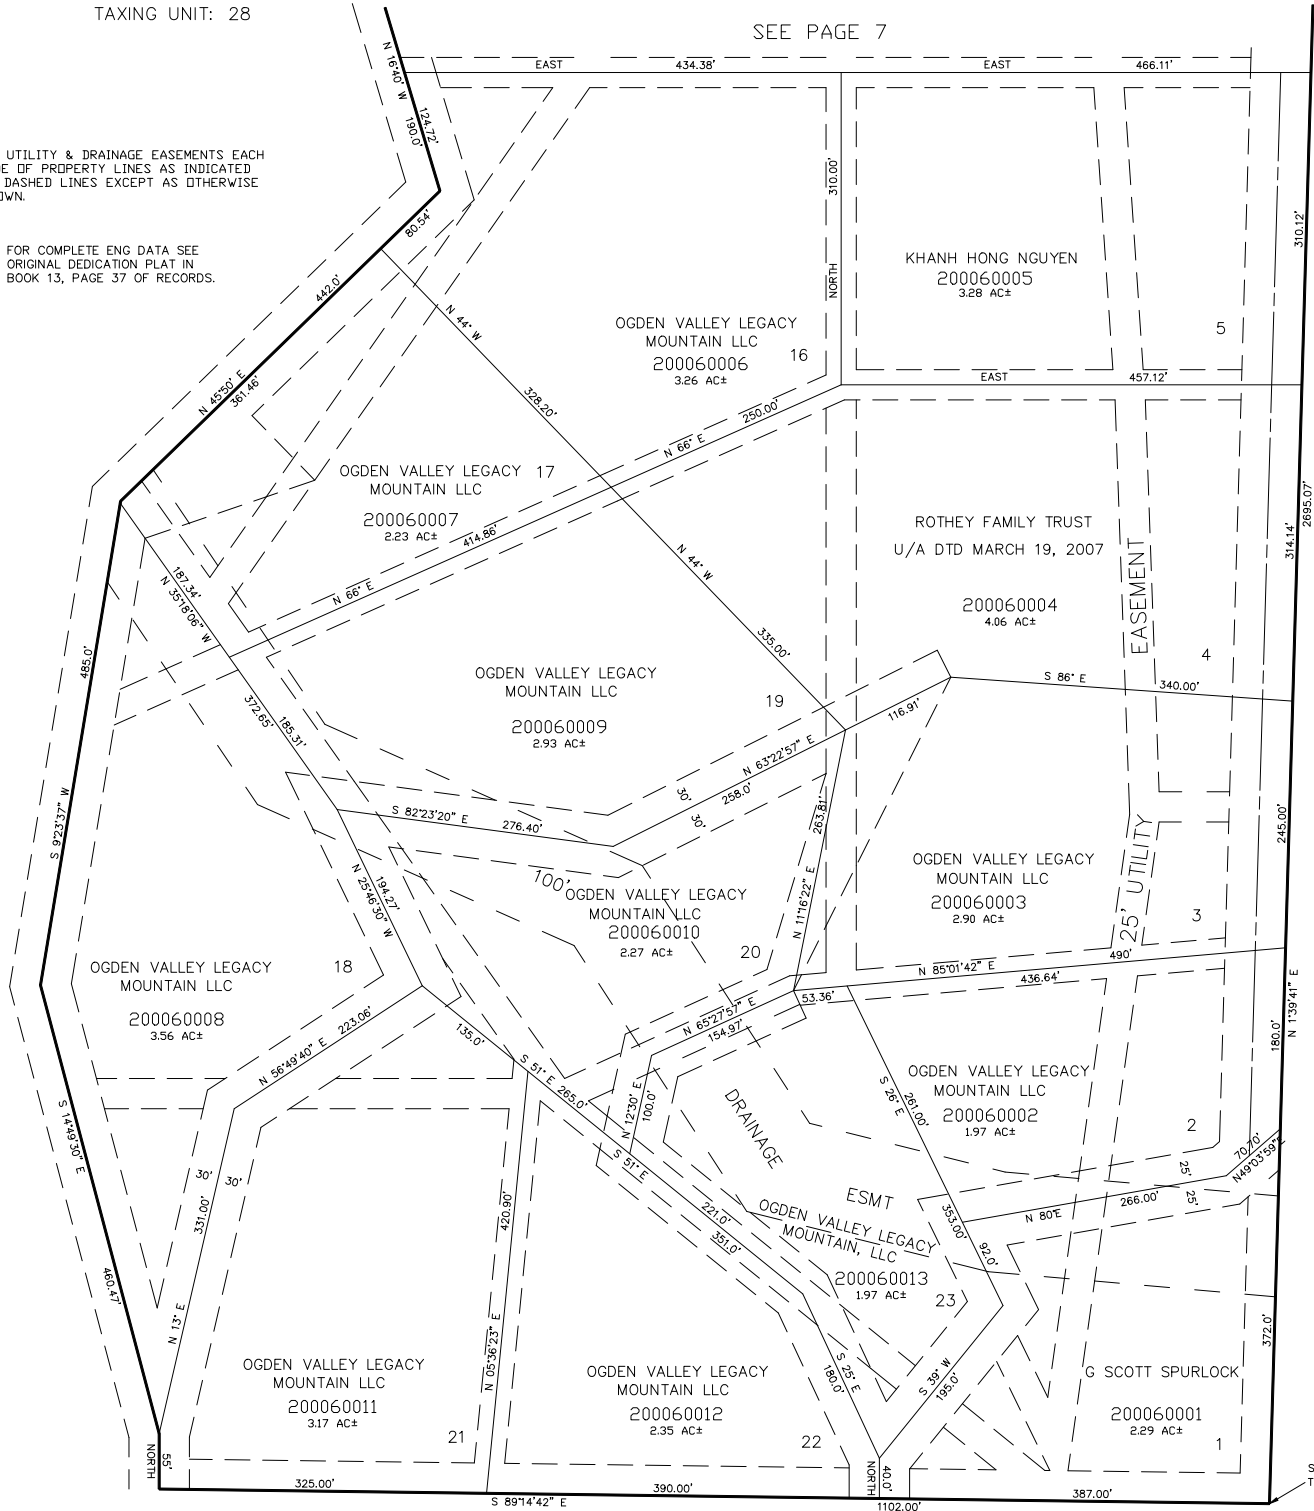 TAXING UNIT: 28
SEE PAGE 7
UTILITY & DRAINAGE EASEMENTS EACH
E OF PROPERTY LINES AS INDICATED
DASHED LINES EXCEPT AS OTHERWISE
OWN.
FOR COMPLETE ENG DATA SEE
ORIGINAL DEDICATION PLAT IN
BOOK 13, PAGE 37 OF RECORDS.
N 16°40' W
190.0'
124.72'
EAST
434.38'
EAST
466.11'
80.54'
442.0'
N 45°50' E
361.46'
N 44° W
328.20'
310.00'
NORTH
310.12'
KHANH HONG NGUYEN
200060005
3.28 AC±
5
OGDEN VALLEY LEGACY
MOUNTAIN LLC
200060006
3.26 AC±
16
EAST
457.12'
N 66° E
250.00'
OGDEN VALLEY LEGACY
MOUNTAIN LLC
17
200060007
2.23 AC±
414.86'
N 66° E
2695.07'
314.14'
ROTHEY FAMILY TRUST
U/A DTD MARCH 19, 2007
200060004
4.06 AC±
4
EASEMENT
N 44° W
335.00'
187.34'
N 35°18'06" W
372.65'
185.31'
485.0'
S 9°23'37" W
OGDEN VALLEY LEGACY
MOUNTAIN LLC
200060009
2.93 AC±
19
S 86° E
340.00'
116.91'
N 63°22'57" E
258.0'
30'
30'
S 82°23'20" E
276.40'
245.00'
25' UTILITY
263.81'
N 11°16'22" E
OGDEN VALLEY LEGACY
MOUNTAIN LLC
200060003
2.90 AC±
3
100'
OGDEN VALLEY LEGACY
MOUNTAIN LLC
200060010
2.27 AC±
20
194.27'
N 25°46'30" W
OGDEN VALLEY LEGACY
MOUNTAIN LLC
18
200060008
3.56 AC±
N 85°01'42" E
490'
436.64'
53.36'
N 65°27'57" E
154.97'
N 1°39'41" E
180.0'
N 56°49'40" E
223.06'
135.0'
S 51° E
265.0'
N 12°30' E
100.0'
S 26° E
261.00'
OGDEN VALLEY LEGACY
MOUNTAIN LLC
200060002
1.97 AC±
2
DRAINAGE
ESMT
S 14°49'30" E
460.47'
30'
30'
331.00'
N 13° E
S 51° E
221.0'
351.0'
420.90'
N 05°36'23" E
70.70'
N49°03'59"E
25'
25'
N 80°E
266.00'
353.00'
92.0'
OGDEN VALLEY LEGACY
MOUNTAIN, LLC
200060013
1.97 AC±
23
372.0'
S 25° E
180.0'
S 39° W
195.0'
OGDEN VALLEY LEGACY
MOUNTAIN LLC
200060011
3.17 AC±
21
OGDEN VALLEY LEGACY
MOUNTAIN LLC
200060012
2.35 AC±
22
G SCOTT SPURLOCK
200060001
2.29 AC±
1
NORTH
55'
325.00'
S 89°14'42" E
390.00'
NORTH
40.0'
1102.00'
387.00'
S
T